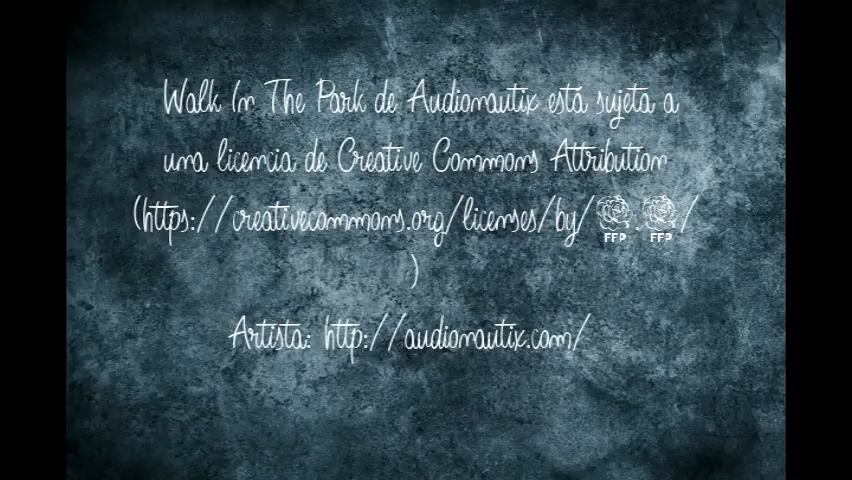 Walk In The Park de Audionautix está sujeta a
una licencia de Creative Commons Attribution
(https://creativecommons.org/licenses/by/ . /
)
Artista: http://audionautix.com/